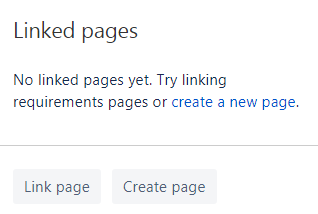 Linked pages
No linked pages yet. Try linking
requirements pages or create a new page.
Link page
Create page